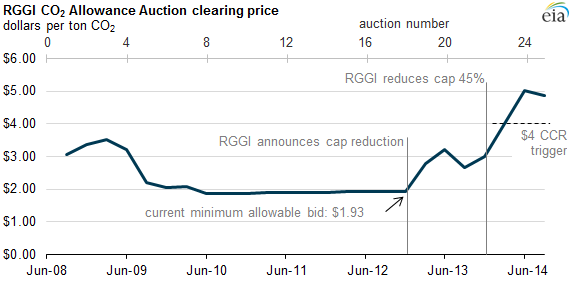 RGGI CO₂ Allowance Auction clearing price
dollars per ton CO₂
auction number
eia
0 4 8 12 16 20 24
$6.00
RGGI reduces cap 45%
$5.00
$4.00
$4 CCR
trigger
RGGI announces cap reduction
$3.00
$2.00
current minimum allowable bid: $1.93
$1.00
$0.00
Jun-08 Jun-09 Jun-10 Jun-11 Jun-12 Jun-13 Jun-14